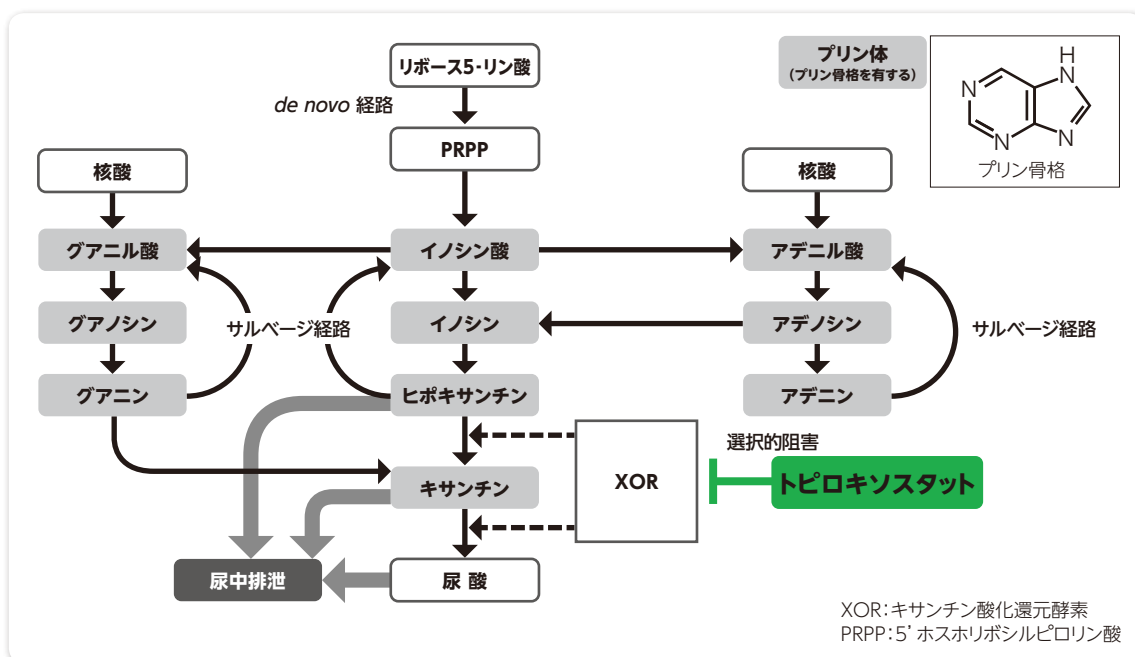 リボース5-リン酸
プリン体
(プリン骨格を有する)
H
N
N
N
N
プリン骨格
de novo 経路
PRPP
核酸
核酸
グアニル酸
イノシン酸
アデニル酸
グアノシン
サルベージ経路
イノシン
アデノシン
サルベージ経路
グアニン
ヒポキサンチン
アデニン
選択的阻害
XOR
トピロキソスタット
キサンチン
尿中排泄
尿 酸
XOR:キサンチン酸化還元酵素
PRPP:5’ホスホリボシルピロリン酸